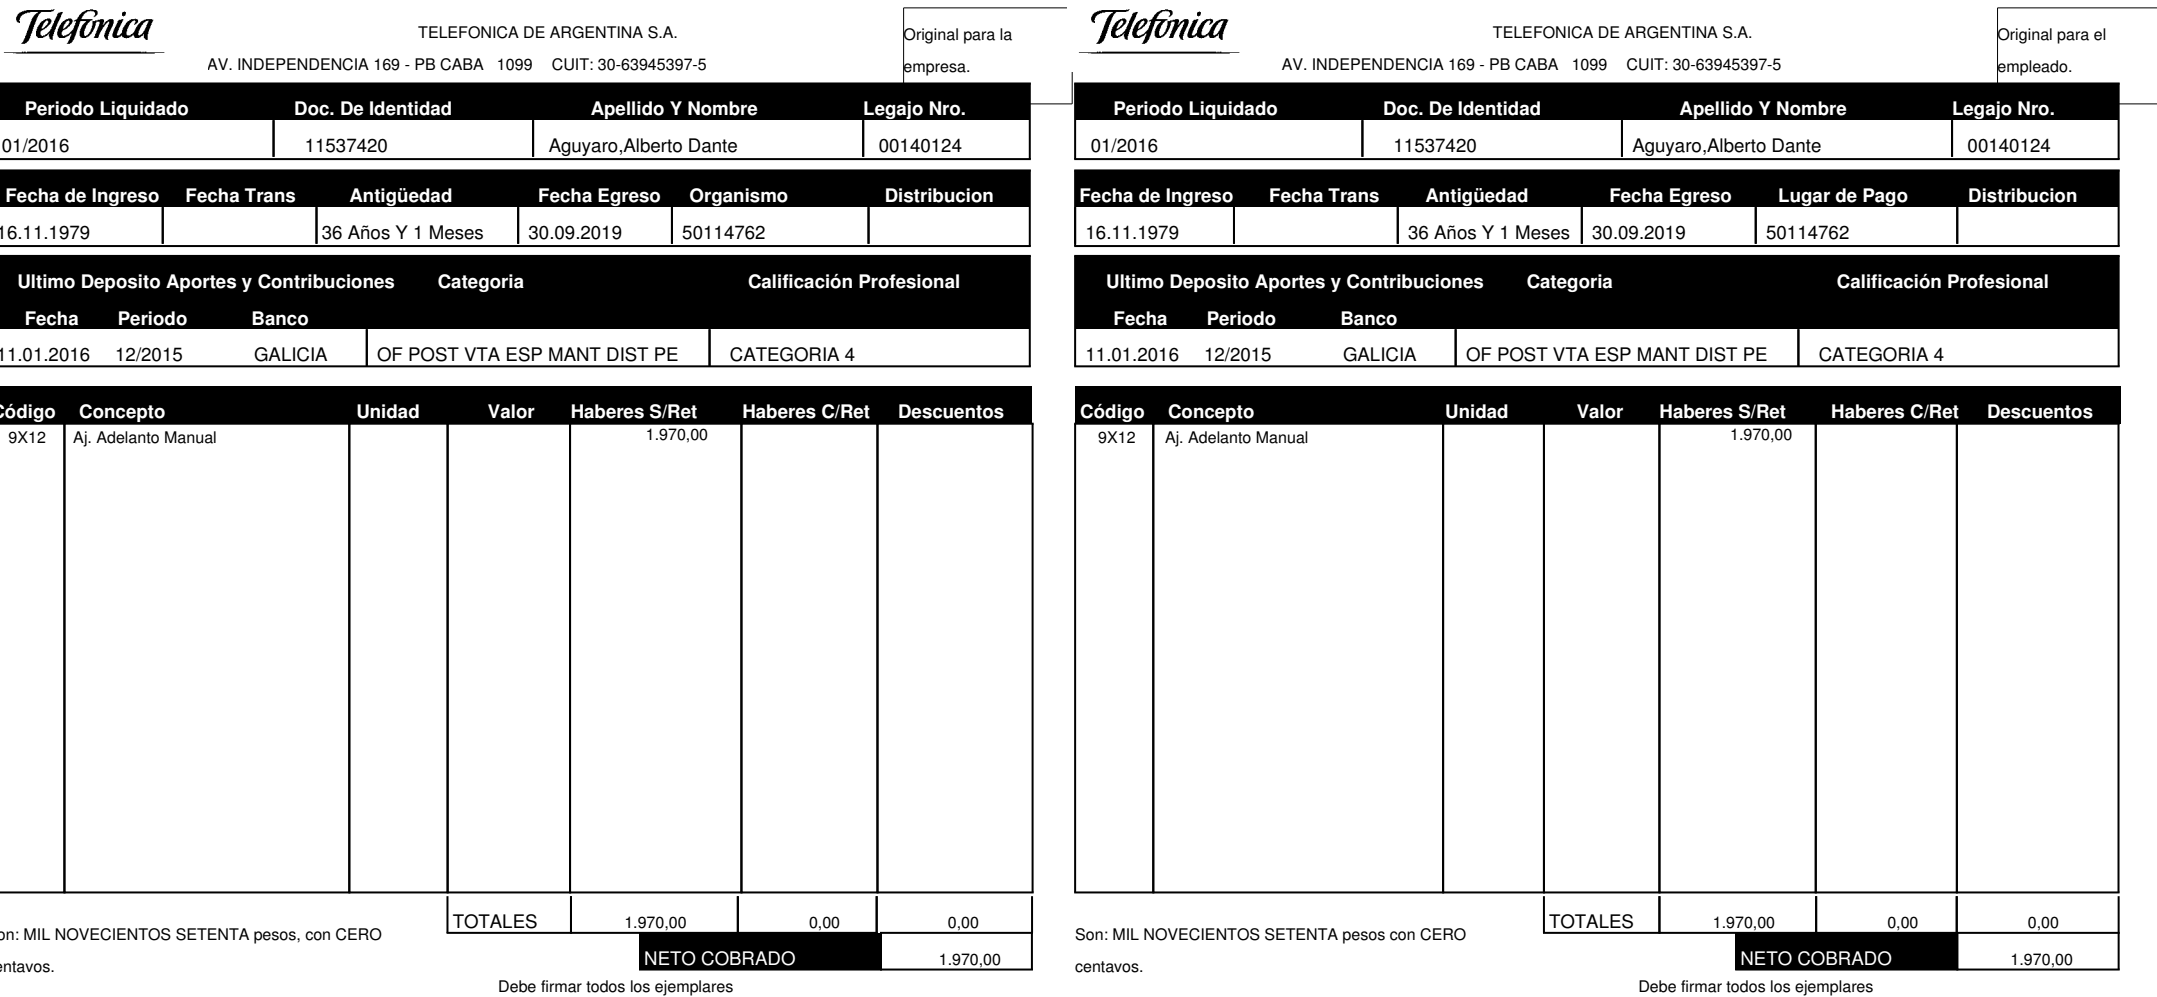 Telefónica
TELEFONICA DE ARGENTINA S.A.
AV. INDEPENDENCIA 169 - PB CABA 1099 CUIT: 30-63945397-5
Original para la
empresa.
Periodo Liquidado Doc. De Identidad Apellido Y Nombre Legajo Nro.
01/2016 11537420 Aguyaro,Alberto Dante 00140124
Fecha de Ingreso Fecha Trans Antigüedad Fecha Egreso Organismo Distribucion
16.11.1979 36 Años Y 1 Meses 30.09.2019 50114762
Ultimo Deposito Aportes y Contribuciones Categoria Calificación Profesional
Fecha Periodo Banco
11.01.2016 12/2015 GALICIA OF POST VTA ESP MANT DIST PE CATEGORIA 4
Código Concepto Unidad Valor Haberes S/Ret Haberes C/Ret Descuentos
9X12 Aj. Adelanto Manual 1.970,00
TOTALES 1.970,00 0,00 0,00
on: MIL NOVECIENTOS SETENTA pesos, con CERO
entavos.
NETO COBRADO 1.970,00
Debe firmar todos los ejemplares
Telefónica
TELEFONICA DE ARGENTINA S.A.
AV. INDEPENDENCIA 169 - PB CABA 1099 CUIT: 30-63945397-5
Original para el
empleado.
Periodo Liquidado Doc. De Identidad Apellido Y Nombre Legajo Nro.
01/2016 11537420 Aguyaro,Alberto Dante 00140124
Fecha de Ingreso Fecha Trans Antigüedad Fecha Egreso Lugar de Pago Distribucion
16.11.1979 36 Años Y 1 Meses 30.09.2019 50114762
Ultimo Deposito Aportes y Contribuciones Categoria Calificación Profesional
Fecha Periodo Banco
11.01.2016 12/2015 GALICIA OF POST VTA ESP MANT DIST PE CATEGORIA 4
Código Concepto Unidad Valor Haberes S/Ret Haberes C/Ret Descuentos
9X12 Aj. Adelanto Manual 1.970,00
TOTALES 1.970,00 0,00 0,00
Son: MIL NOVECIENTOS SETENTA pesos con CERO
centavos.
NETO COBRADO 1.970,00
Debe firmar todos los ejemplares